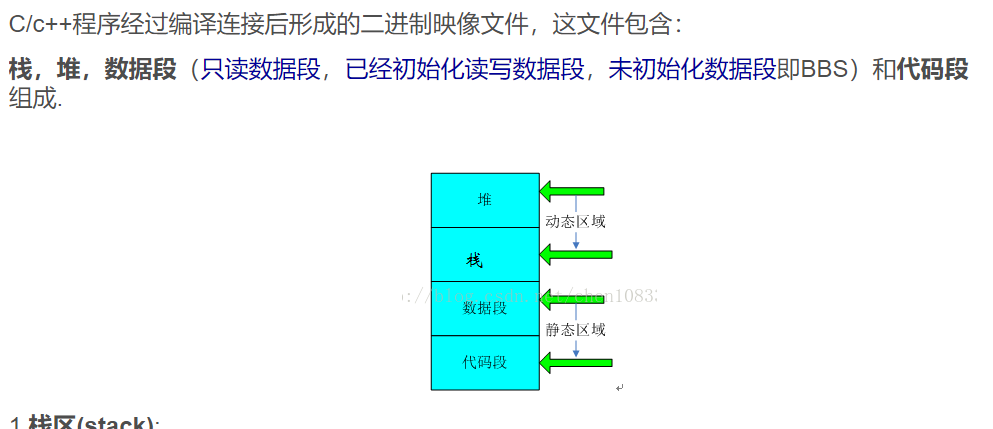 C/c++程序经过编译连接后形成的二进制映像文件，这文件包含：
栈，堆，数据段（只读数据段，已经初始化读写数据段，未初始化数据段即BBS）和代码段
组成.
堆
动态区域
栈
数据段
静态区域
代码段
1.栈区(stack):